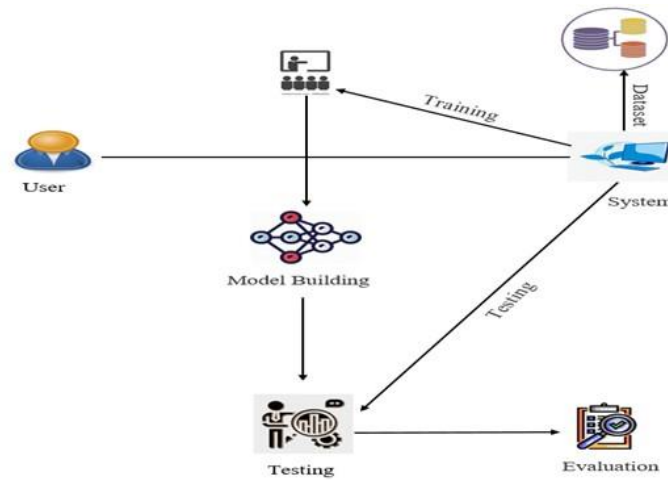 Dataset
Training
User
System
Model Building
Testing
Testing
Evaluation